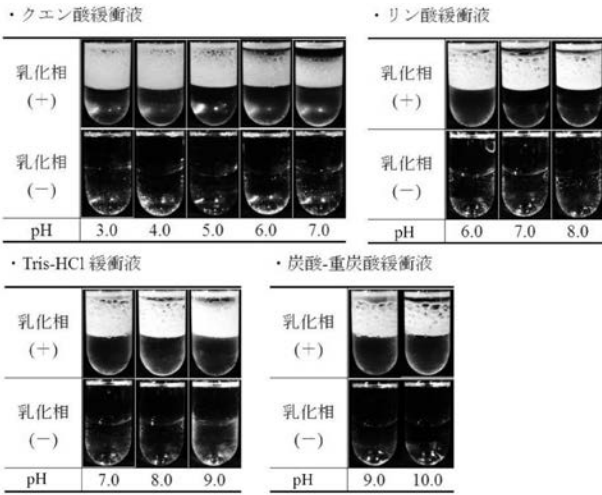 ・クエン酸緩衝液
乳化相
(+)
乳化相
(−)
pH 3.0 4.0 5.0 6.0 7.0
・リン酸緩衝液
乳化相
(+)
乳化相
(−)
pH 6.0 7.0 8.0
・Tris-HCl 緩衝液
乳化相
(+)
乳化相
(−)
pH 7.0 8.0 9.0
・炭酸-重炭酸緩衝液
乳化相
(+)
乳化相
(−)
pH 9.0 10.0